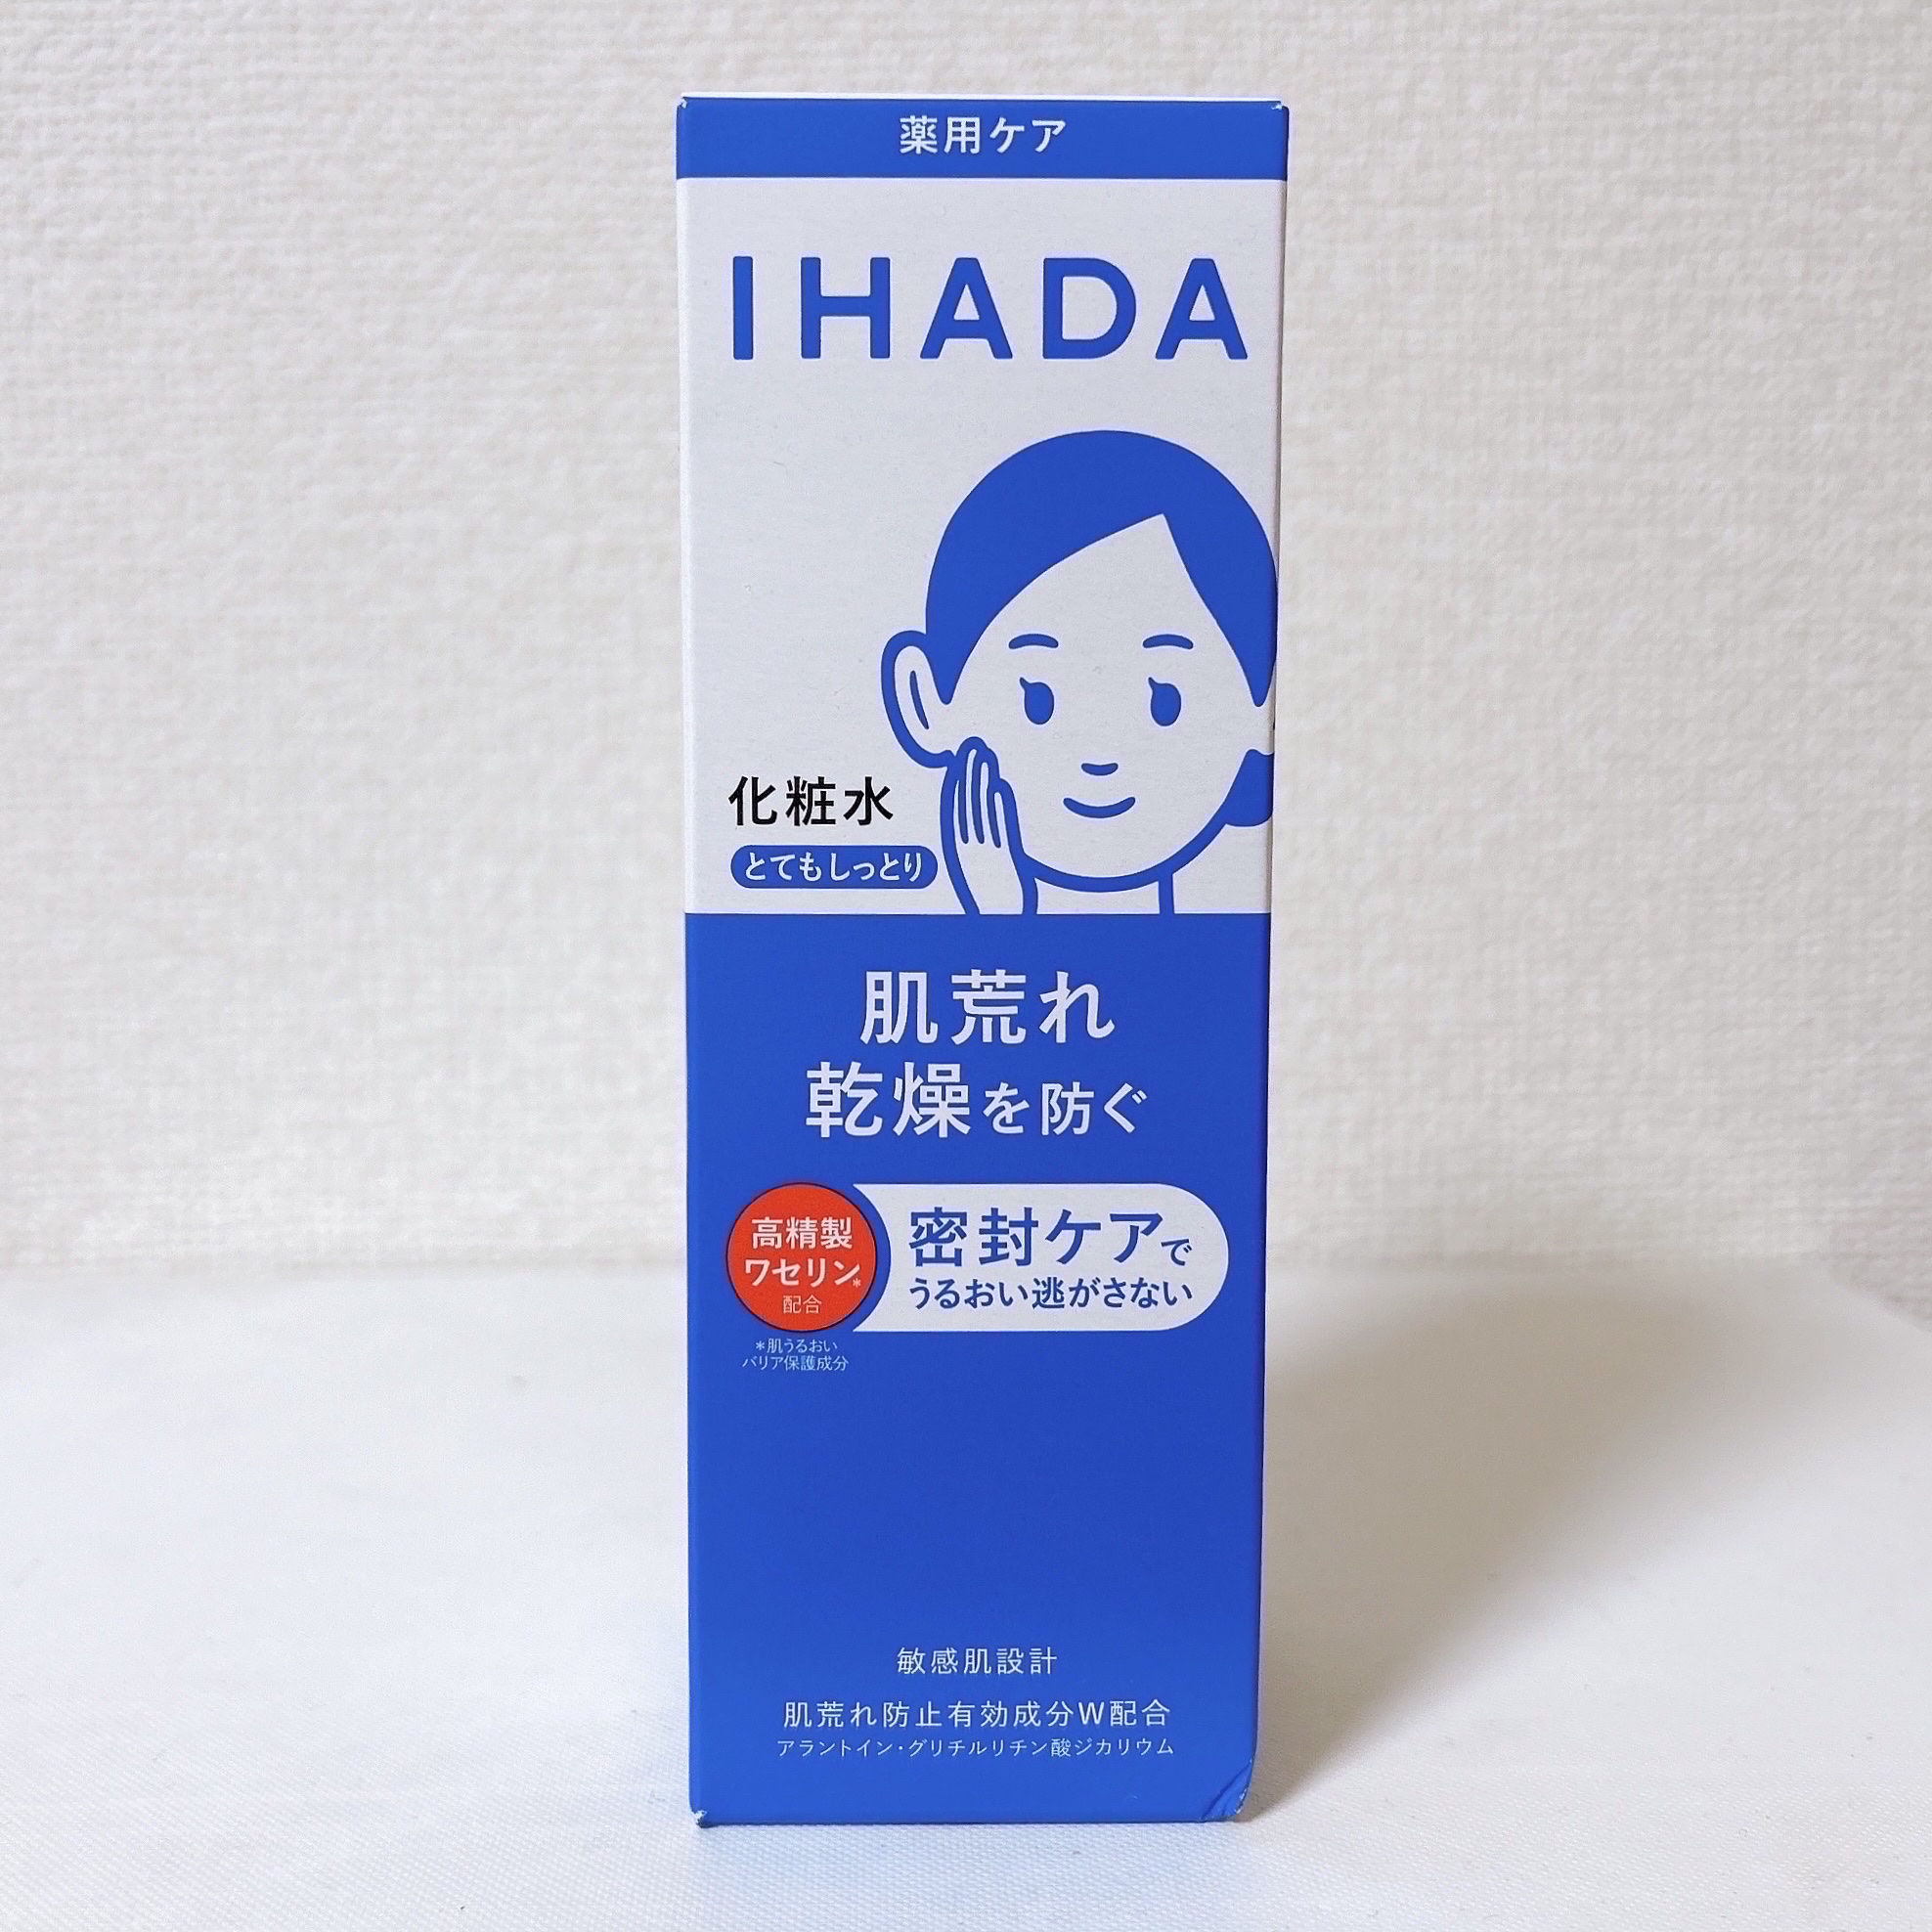 薬用ケア
IHADA
化粧水
とてもしっとり
肌荒れ
乾燥を防ぐ
高精製
ワセリン*
配合
密封ケアで
うるおい逃がさない
*肌うるおい
バリア保護成分
敏感肌設計
肌荒れ防止有効成分W配合
アラントイン・グリチルリチン酸ジカリウム